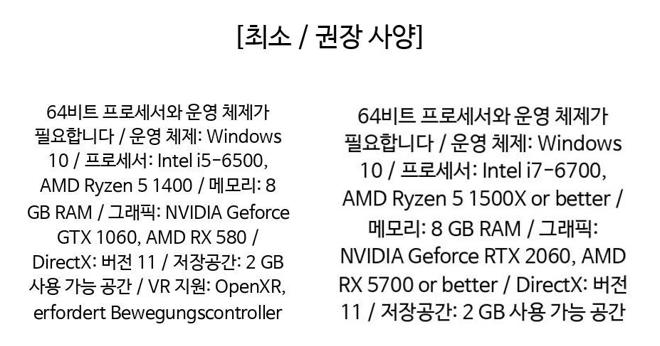 [최소 / 권장 사양]
64비트 프로세서와 운영 체제가
필요합니다 / 운영 체제: Windows
10 / 프로세서: Intel i5-6500,
AMD Ryzen 5 1400 / 메모리: 8
GB RAM / 그래픽: NVIDIA Geforce
GTX 1060, AMD RX 580 /
DirectX: 버전 11 / 저장공간: 2 GB
사용 가능 공간 / VR 지원: OpenXR,
erfordert Bewegungscontroller
64비트 프로세서와 운영 체제가
필요합니다 / 운영 체제: Windows
10 / 프로세서: Intel i7-6700,
AMD Ryzen 5 1500X or better /
메모리: 8 GB RAM / 그래픽:
NVIDIA Geforce RTX 2060, AMD
RX 5700 or better / DirectX: 버전
11 / 저장공간: 2 GB 사용 가능 공간